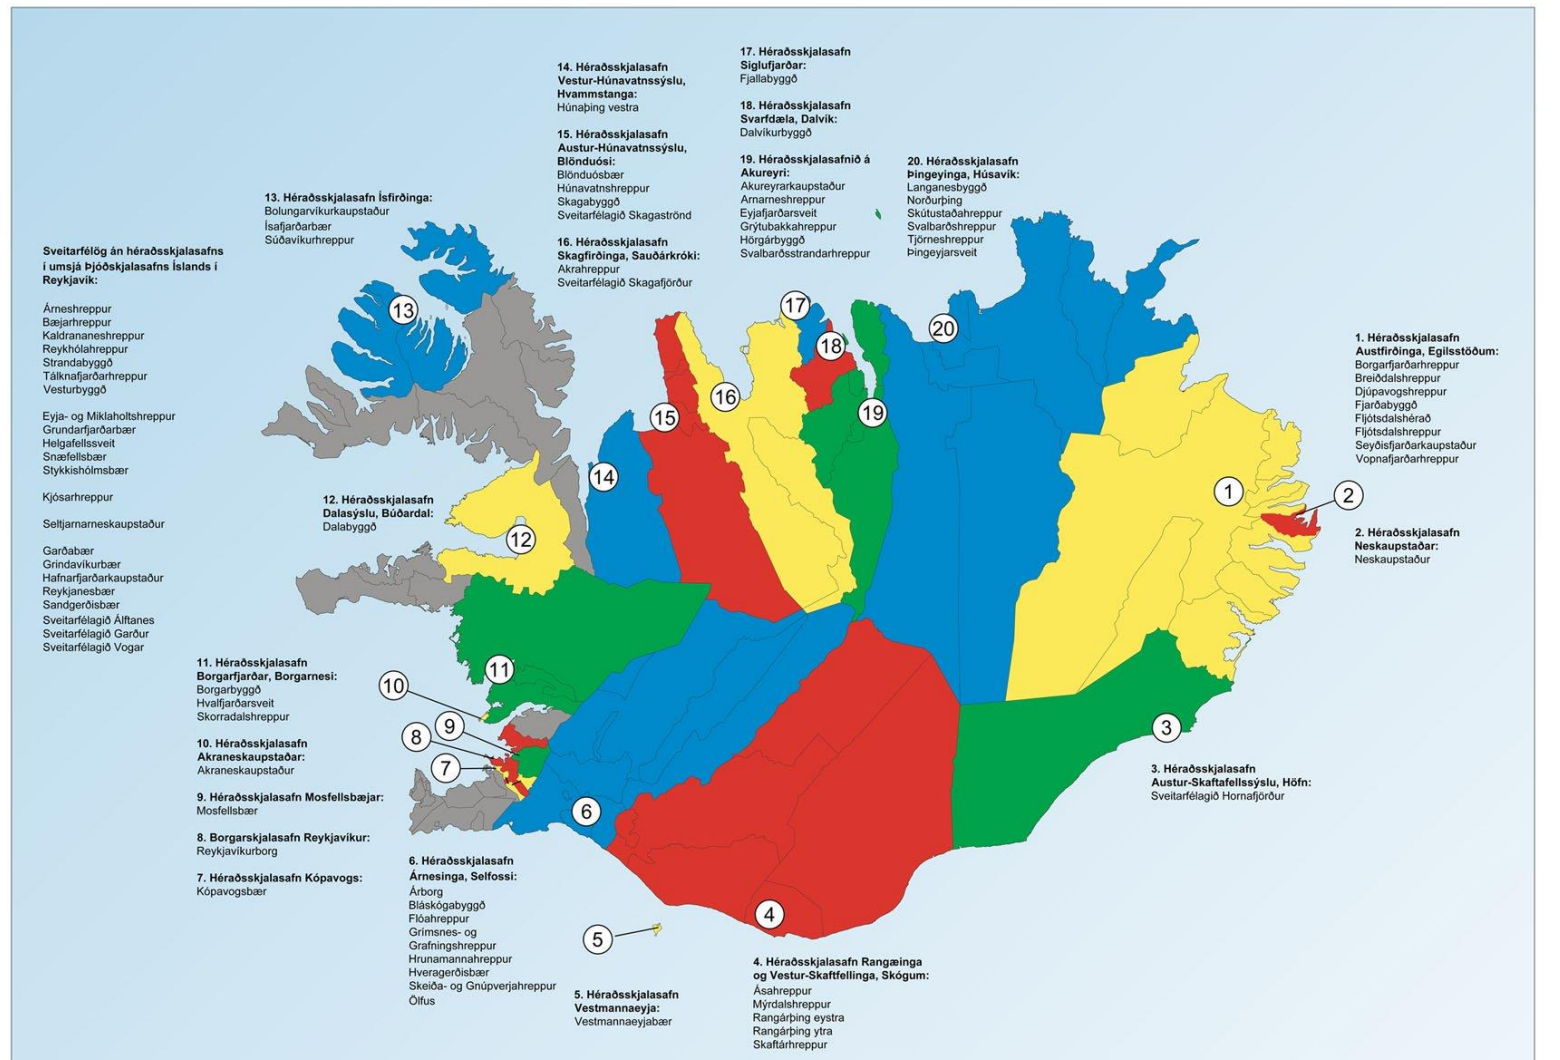 17. Héraðsskjalasafn
Siglufjarðar:
Fjallabyggð
14. Héraðsskjalasafn
Vestur-Húnavatnssýslu,
Hvammstanga:
Húnaþing vestra
18. Héraðsskjalasafn
Svarfdæla, Dalvík:
Dalvíkurbyggð
15. Héraðsskjalasafn
Austur-Húnavatnssýslu,
Blönduósi:
Blönduósbær
Húnavatnshreppur
Skagabyggð
Sveitarfélagið Skagaströnd
19. Héraðsskjalasafnið á
Akureyri:
Akureyrarkaupstaður
Arnarneshreppur
Eyjafjarðarsveit
Grýtubakkahreppur
Hörgárbyggð
Svalbarðsstrandarhreppur
20. Héraðsskjalasafn
Þingeyinga, Húsavík:
Langanesbyggð
Norðurþing
Skútustaðahreppur
Svalbarðshreppur
Tjörneshreppur
Þingeyjarsveit
16. Héraðsskjalasafn
Skagfirðinga, Sauðárkróki:
Akrahreppur
Sveitarfélagið Skagafjörður
13. Héraðsskjalasafn Ísfirðinga:
Bolungarvíkurkaupstaður
Ísafjarðarbær
Súðavíkurhreppur
Sveitarfélög án héraðsskjalasafns
í umsjá Þjóðskjalasafns Íslands í
Reykjavík:
Árneshreppur
Bæjarhreppur
Kaldrananeshreppur
Reykhólahreppur
Strandabyggð
Tálknafjarðarhreppur
Vesturbyggð
Eyja- og Miklaholtshreppur
Grundarfjarðarbær
Helgafellssveit
Snæfellsbær
Stykkishólmsbær
Kjósarhreppur
Seltjarnarneskaupstaður
Garðabær
Grindavíkurbær
Hafnarfjarðarkaupstaður
Reykjanesbær
Sandgerðisbær
Sveitarfélagið Álftanes
Sveitarfélagið Garður
Sveitarfélagið Vogar
13
17
18
20
16
15
19
14
12
1
2
11
10
9
8
7
6
3
4
5
1. Héraðsskjalasafn
Austfirðinga, Egilsstöðum:
Borgarfjarðarhreppur
Breiðdalshreppur
Djúpavogshreppur
Fjarðabyggð
Fljótsdalshérað
Fljótsdalshreppur
Seyðisfjarðarkaupstaður
Vopnafjarðarhreppur
2. Héraðsskjalasafn
Neskaupstaðar:
Neskaupstaður
12. Héraðsskjalasafn
Dalasýslu, Búðardal:
Dalabyggð
11. Héraðsskjalasafn
Borgarfjarðar, Borgarnesi:
Borgarbyggð
Hvalfjarðarsveit
Skorradalshreppur
10. Héraðsskjalasafn
Akraneskaupstaðar:
Akraneskaupstaður
9. Héraðsskjalasafn Mosfellsbæjar:
Mosfellsbær
8. Borgarskjalasafn Reykjavíkur:
Reykjavíkurborg
7. Héraðsskjalasafn Kópavogs:
Kópavogsbær
3. Héraðsskjalasafn
Austur-Skaftafellssýslu, Höfn:
Sveitarfélagið Hornafjörður
6. Héraðsskjalasafn
Árnesinga, Selfossi:
Árborg
Bláskógabyggð
Flóahreppur
Grímsnes- og
Grafningshreppur
Hrunamannahreppur
Hveragerðisbær
Skeiða- og Gnúpverjahreppur
Ölfus
5. Héraðsskjalasafn
Vestmannaeyja:
Vestmannaeyjabær
4. Héraðsskjalasafn Rangæinga
og Vestur-Skaftfellinga, Skógum:
Ásahreppur
Mýrdalshreppur
Rangárþing eystra
Rangárþing ytra
Skaftárhreppur